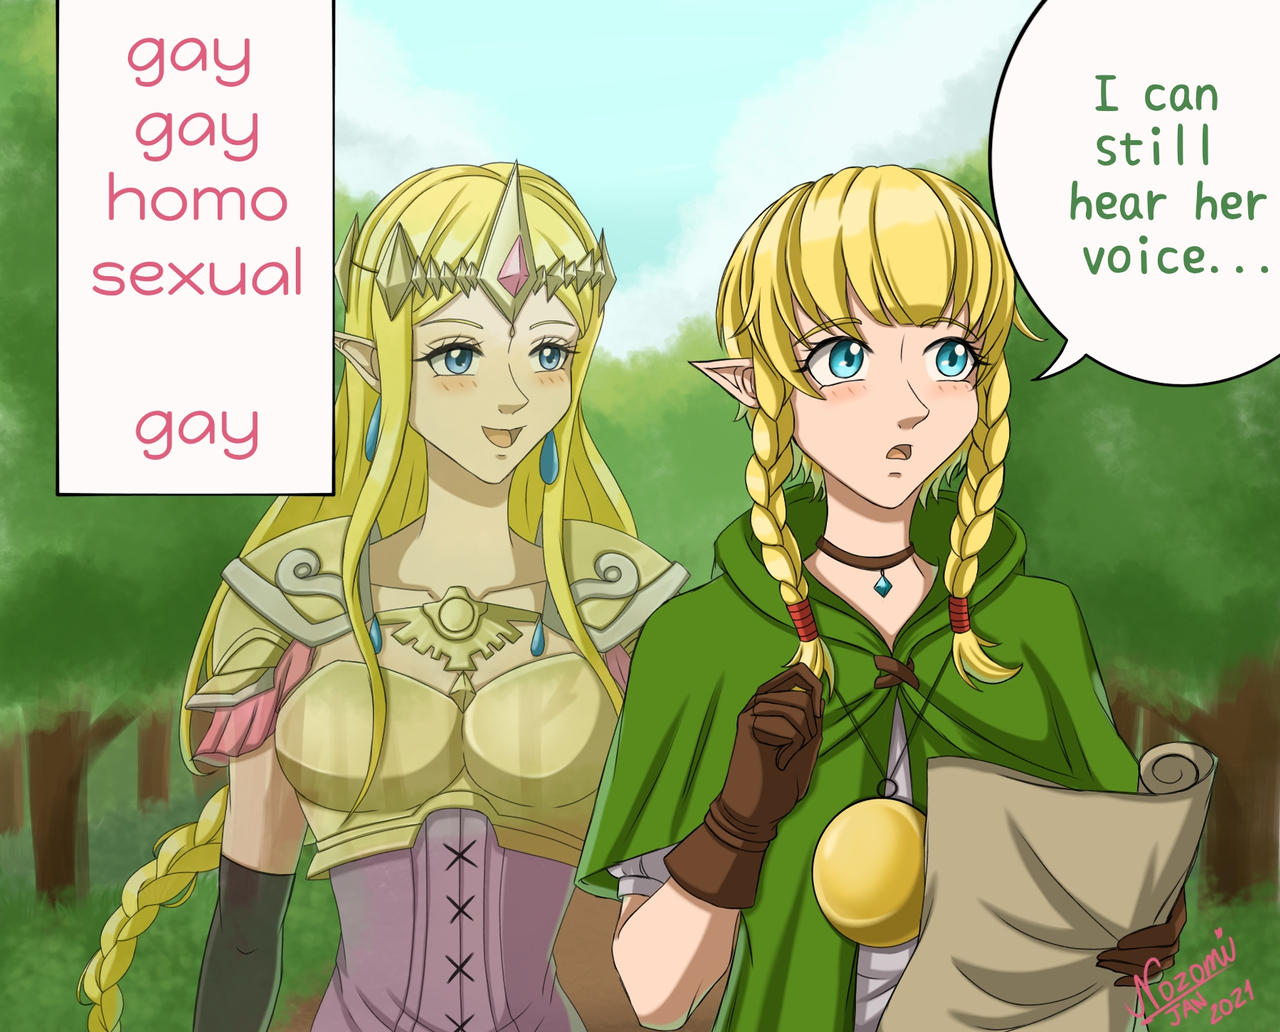 gay
gay
homo
sexual
gay
I can
still
hear her
voice...
Nozomi
JAN 2021